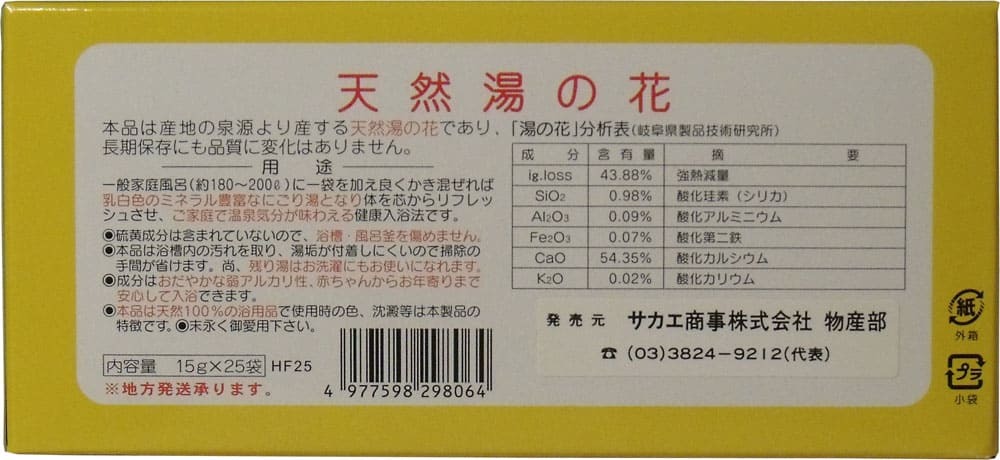 天然湯の花
本品は産地の泉源より産する天然湯の花であり、
長期保存にも品質に変化はありません。
用途
一般家庭風呂(約180〜200ℓ)に一袋を加え良くかき混ぜれば
乳白色のミネラル豊富なにごり湯となり体を芯からリフレッ
シュさせ、ご家庭で温泉気分が味わえる健康入浴法です。
◉硫黄成分は含まれていないので、浴槽・風呂釜を傷めません。
◉本品は浴槽内の汚れを取り、湯垢が付着しにくいので掃除の
手間が省けます。尚、残り湯はお洗濯にもお使いになれます。
◉成分はおだやかな弱アルカリ性、赤ちゃんからお年寄りまで
安心して入浴できます。
◉本品は天然100%の浴用品で使用時の色、沈澱等は本製品の
特徴です。◉末永く御愛用下さい。
内容量 15g×25袋 HF25
※地方発送承ります。
4 977598 298064
「湯の花」分析表(岐阜県製品技術研究所)
成分 含有量 摘要
ig.loss 43.88% 強熱減量
SiO2 0.98% 酸化珪素(シリカ)
Al2O3 0.09% 酸化アルミニウム
Fe2O3 0.07% 酸化第二鉄
CaO 54.35% 酸化カルシウム
K2O 0.02% 酸化カリウム
発売元 サカエ商事株式会社 物産部
☎(03)3824-9212(代表)
紙
外箱
プラ
小袋